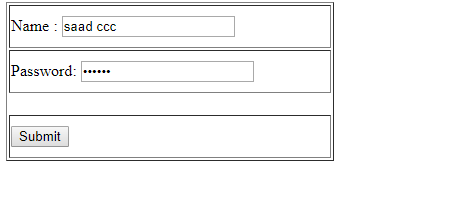 Name : saad ccc
Password: ••••••
Submit